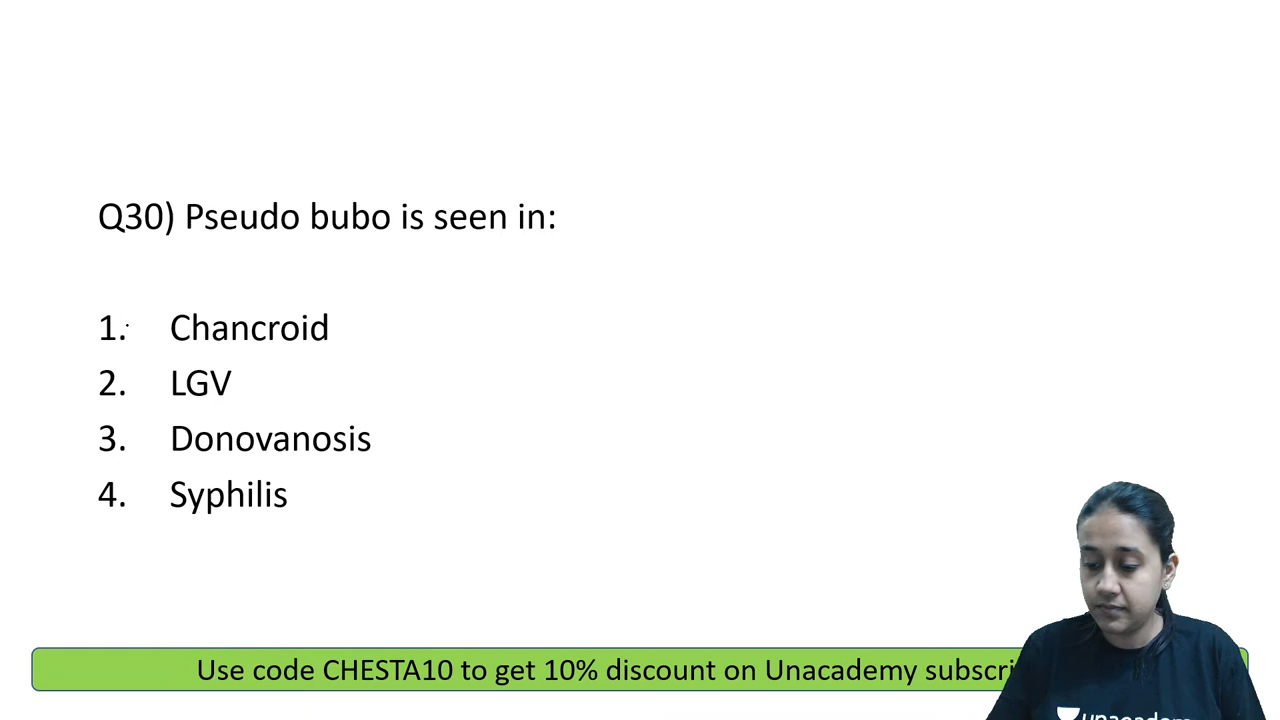 Q30) Pseudo bubo is seen in:
1. Chancroid
2. LGV
3. Donovanosis
4. Syphilis
Use code CHESTA10 to get 10% discount on Unacademy